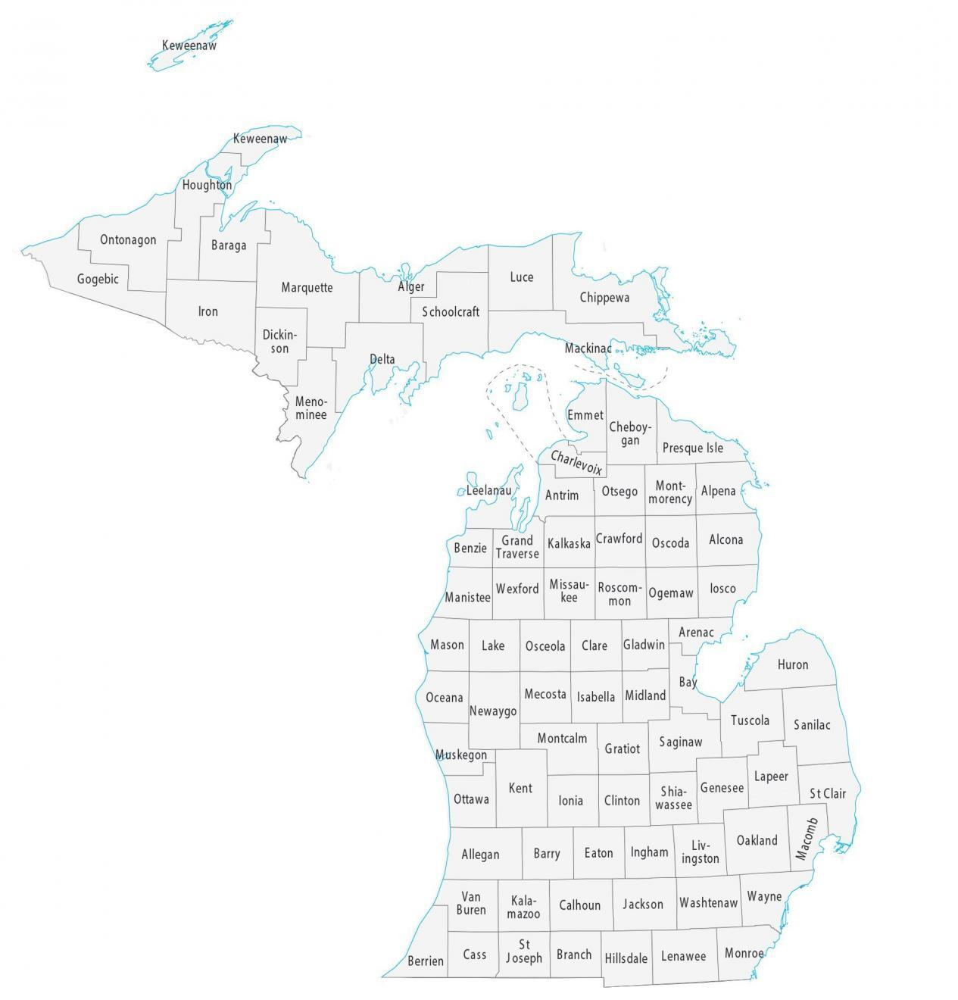 Keweenaw
Keweenaw
Houghton
Ontonagon
Baraga
Gogebic
Marquette
Iron
Alger
Luce
Chippewa
Schoolcraft
Dickin-
son
Delta
Mackinac
Meno-
minee
Emmet
Cheboy-
gan
Presque Isle
Charlevoix
Leelanau
Antrim
Otsego
Mont-
morency
Alpena
Benzie
Grand
Traverse
Kalkaska
Crawford
Oscoda
Alcona
Manistee
Wexford
Missau-
kee
Roscom-
mon
Ogemaw
Iosco
Arenac
Mason
Lake
Osceola
Clare
Gladwin
Huron
Bay
Oceana
Newaygo
Mecosta
Isabella
Midland
Tuscola
Sanilac
Muskegon
Montcalm
Gratiot
Saginaw
Ottawa
Kent
Ionia
Clinton
Shia-
wassee
Genesee
Lapeer
St Clair
Allegan
Barry
Eaton
Ingham
Liv-
ingston
Oakland
Macomb
Van
Buren
Kala-
mazoo
Calhoun
Jackson
Washtenaw
Wayne
Berrien
Cass
St
Joseph
Branch
Hillsdale
Lenawee
Monroe